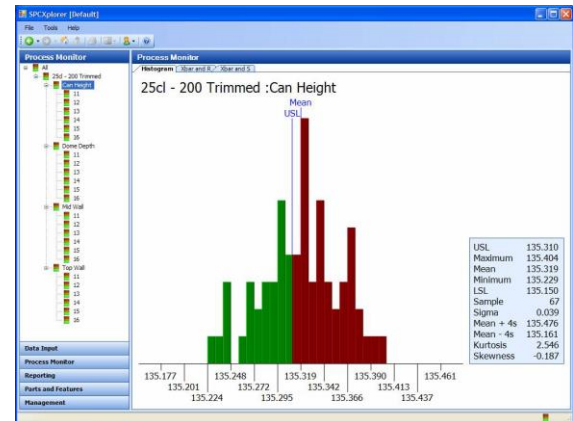 SPCXplorer [Default]
File Tools Help
Process Monitor
All
25cl - 200 Trimmed
Can Height
11
12
13
14
15
16
Dome Depth
11
12
13
14
15
16
Mid Wall
11
12
13
14
15
16
Top Wall
11
12
13
14
15
16
Data Input
Process Monitor
Reporting
Parts and Features
Management
Process Monitor
Histogram Xbar and R Xbar and S
25cl - 200 Trimmed :Can Height
Mean
USL
USL 135.310
Maximum 135.404
Mean 135.319
Minimum 135.229
LSL 135.150
Sample 67
Sigma 0.039
Mean + 4s 135.476
Mean - 4s 135.161
Kurtosis 2.546
Skewness -0.187
135.177 135.248 135.319 135.390 135.461
135.201 135.272 135.342 135.413
135.224 135.295 135.366 135.437